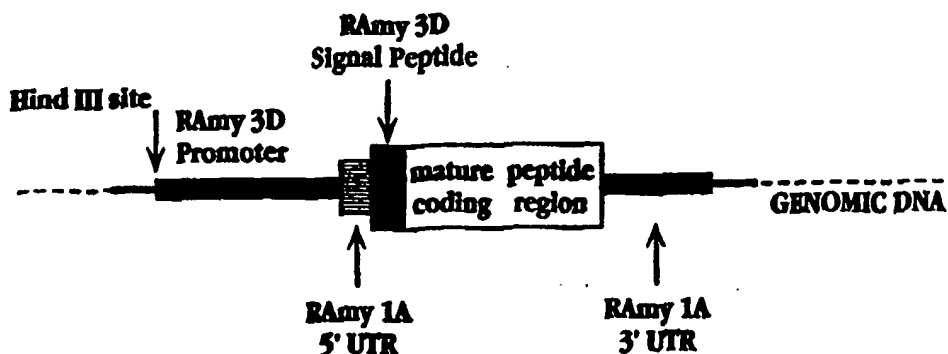 RAmy 3D
Signal Peptide
Hind III site
RAmy 3D
Promoter
mature peptide
coding region
GENOMIC DNA
RAmy 1A
5' UTR
RAmy 1A
3' UTR